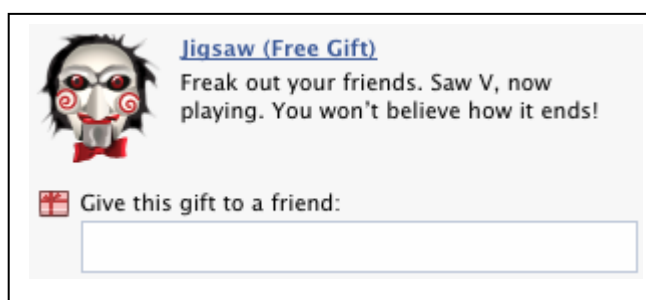 Jigsaw (Free Gift)
Freak out your friends. Saw V, now
playing. You won't believe how it ends!
Give this gift to a friend: